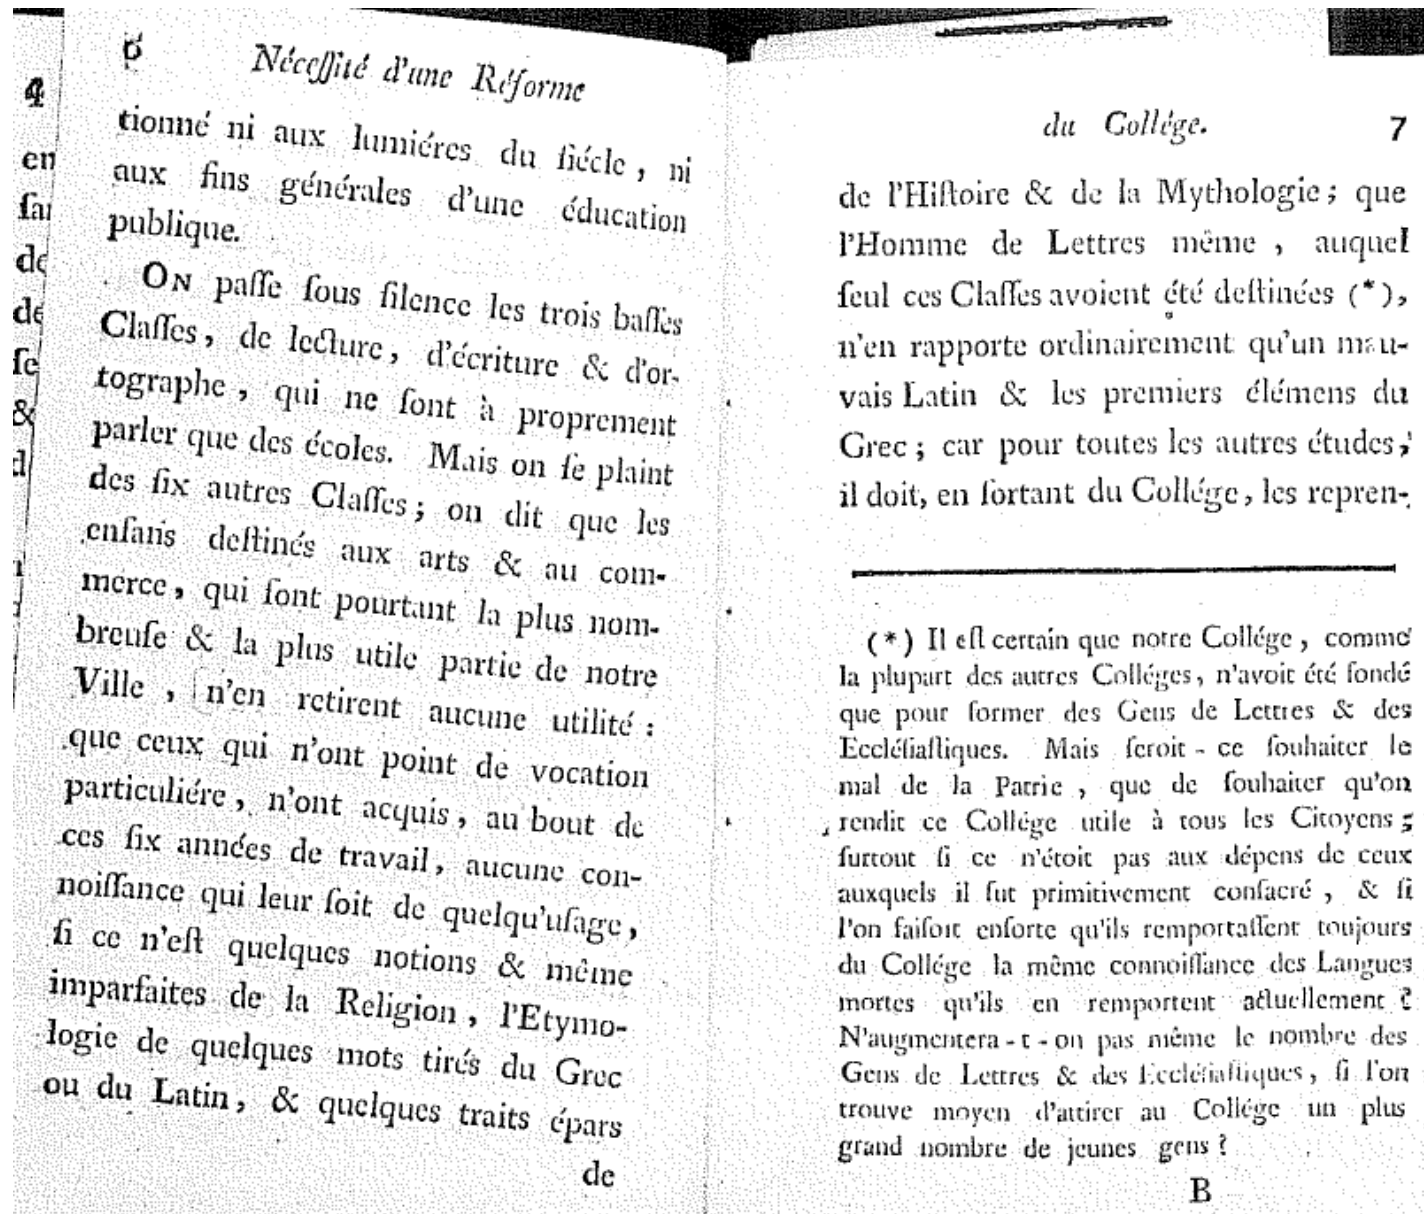 6 Néceſſité d'une Réforme
tionné ni aux lumiéres du ſiécle, ni
aux fins générales d'une éducation
publique.
ON paſſe ſous ſilence les trois baſſes
Claſſes, de lecture, d'écriture & d'or-
tographe, qui ne ſont à proprement
parler que des écoles. Mais on ſe plaint
des ſix autres Claſſes; on dit que les
enfans deſtinés aux arts & au com-
merce, qui ſont pourtant la plus nom-
breuſe & la plus utile partie de notre
Ville, n'en retirent aucune utilité:
que ceux qui n'ont point de vocation
particuliére, n'ont acquis, au bout de
ces ſix années de travail, aucune con-
noiſſance qui leur ſoit de quelqu'uſage,
ſi ce n'eſt quelques notions & même
imparfaites de la Religion, l'Etymo-
logie de quelques mots tirés du Grec
ou du Latin, & quelques traits épars
de
du Collége. 7
de l'Hiſtoire & de la Mythologie; que
l'Homme de Lettres même, auquel
ſeul ces Claſſes avoient été deſtinées (*),
n'en rapporte ordinairement qu'un mau-
vais Latin & les premiers élémens du
Grec; car pour toutes les autres études,
il doit, en ſortant du Collége, les repren-
(*) Il eſt certain que notre Collége, comme
la plupart des autres Colléges, n'avoit été fondé
que pour former des Gens de Lettres & des
Eccléſiaſtiques. Mais ſeroit-ce ſouhaiter le
mal de la Patrie, que de ſouhaiter qu'on
rendit ce Collége utile à tous les Citoyens;
ſurtout ſi ce n'étoit pas aux dépens de ceux
auxquels il fut primitivement conſacré, & ſi
l'on faiſoit enſorte qu'ils remportaſſent toujours
du Collége la même connoiſſance des Langues
mortes qu'ils en remportent actuellement?
N'augmentera-t-on pas même le nombre des
Gens de Lettres & des Eccléſiaſtiques, ſi l'on
trouve moyen d'attirer au Collége un plus
grand nombre de jeunes gens?
B